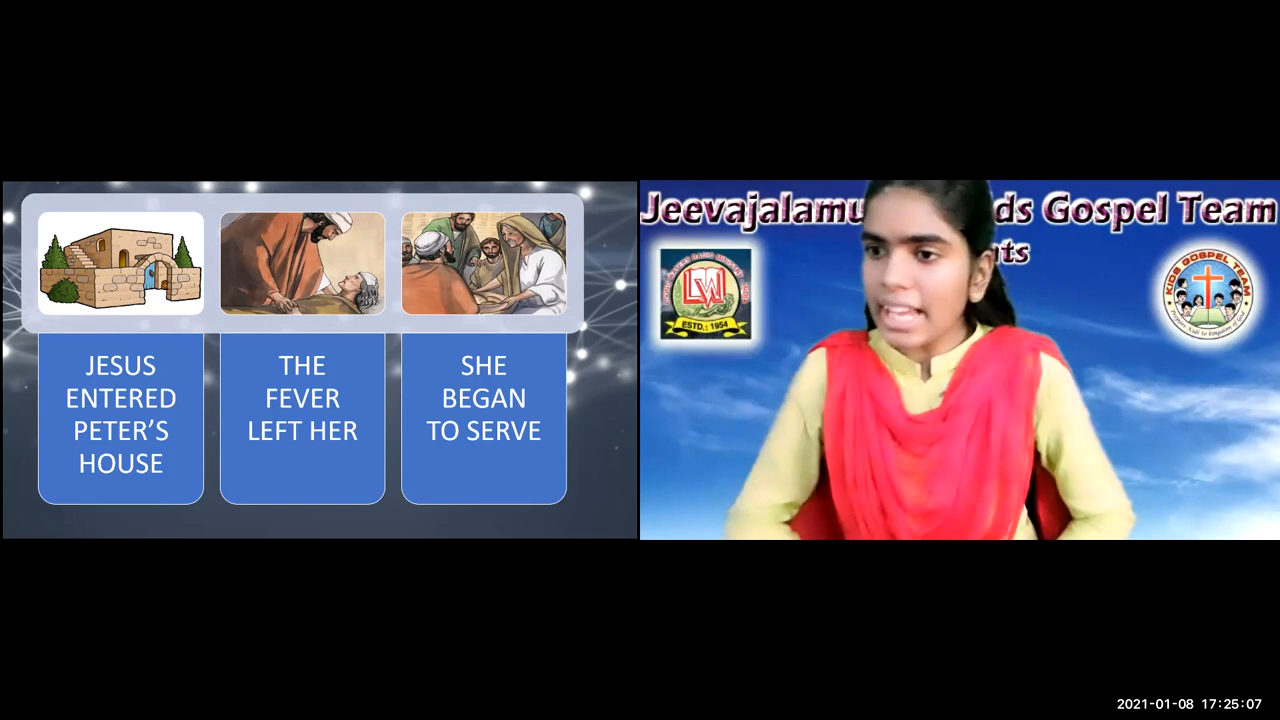 JESUS
ENTERED
PETER’S
HOUSE
THE
FEVER
LEFT HER
SHE
BEGAN
TO SERVE
Jeevajalamu ds Gospel Team
ESTD.: 1954
KIDS GOSPEL TEAM
2021-01-08 17:25:07